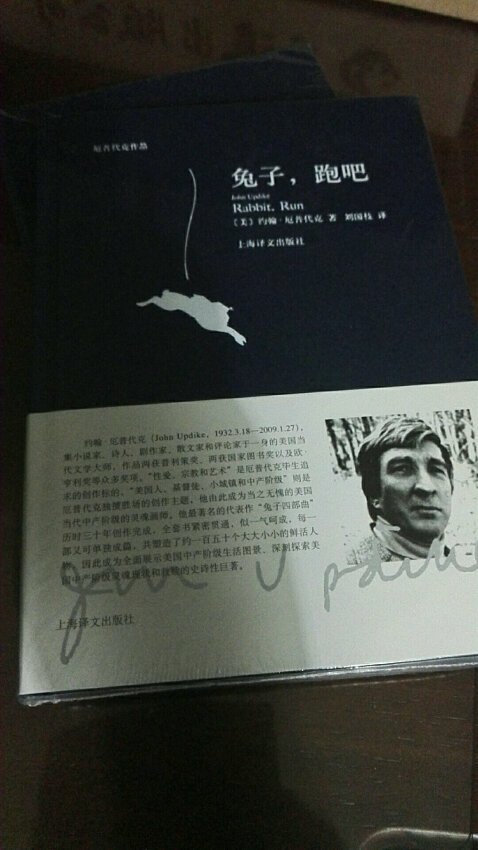 厄普代克作品
兔子，跑吧
John Updike
Rabbit, Run
〔美〕约翰·厄普代克 著 刘国枝 译
上海译文出版社
约翰·厄普代克（John Updike, 1932.3.18—2009.1.27），
集小说家、诗人、剧作家、散文家和评论家于一身的美国当
代文学大师，作品两获普利策奖，两获国家图书奖以及欧·
亨利奖等众多奖项。“性爱、宗教和艺术”是厄普代克毕生追
求的创作标的，“美国人、基督徒、小城镇和中产阶级”则是
厄普代克独擅胜场的创作主题，他由此成为当之无愧的美国
当代中产阶级的灵魂画师。他最著名的代表作“兔子四部曲”
历时三十年创作完成，全套书紧密贯通，似一气呵成，每一
部又可单独成篇，共塑造了约一百五十个大大小小的鲜活人
物，因此成为全面展示美国中产阶级生活图景，深刻探索美
国中产阶级灵魂现状和 的史诗性巨著。
John Updike
上海译文出版社